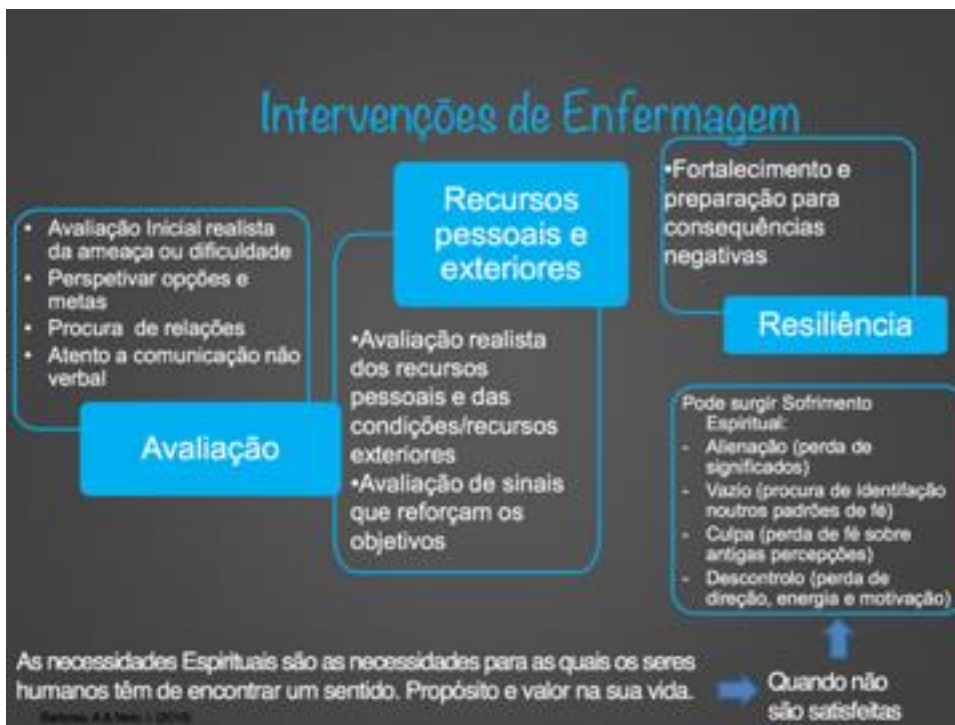 Intervenções de Enfermagem
• Avaliação Inicial realista
da ameaça ou dificuldade
• Perspetivar opções e
metas
• Procura de relações
• Atento a comunicação não
verbal
Avaliação
Recursos
pessoais e
exteriores
•Avaliação realista
dos recursos
pessoais e das
condições/recursos
exteriores
•Avaliação de sinais
que reforçam os
objetivos
•Fortalecimento e
preparação para
consequências
negativas
Resiliência
Pode surgir Sofrimento
Espiritual:
- Alienação (perda de
significados)
- Vazio (procura de identifação
noutros padrões de fé)
- Culpa (perda de fé sobre
antigas percepções)
- Descontrolo (perda de
direção, energia e motivação)
As necessidades Espirituais são as necessidades para as quais os seres
humanos têm de encontrar um sentido. Propósito e valor na sua vida.
Quando não
são satisfeitas